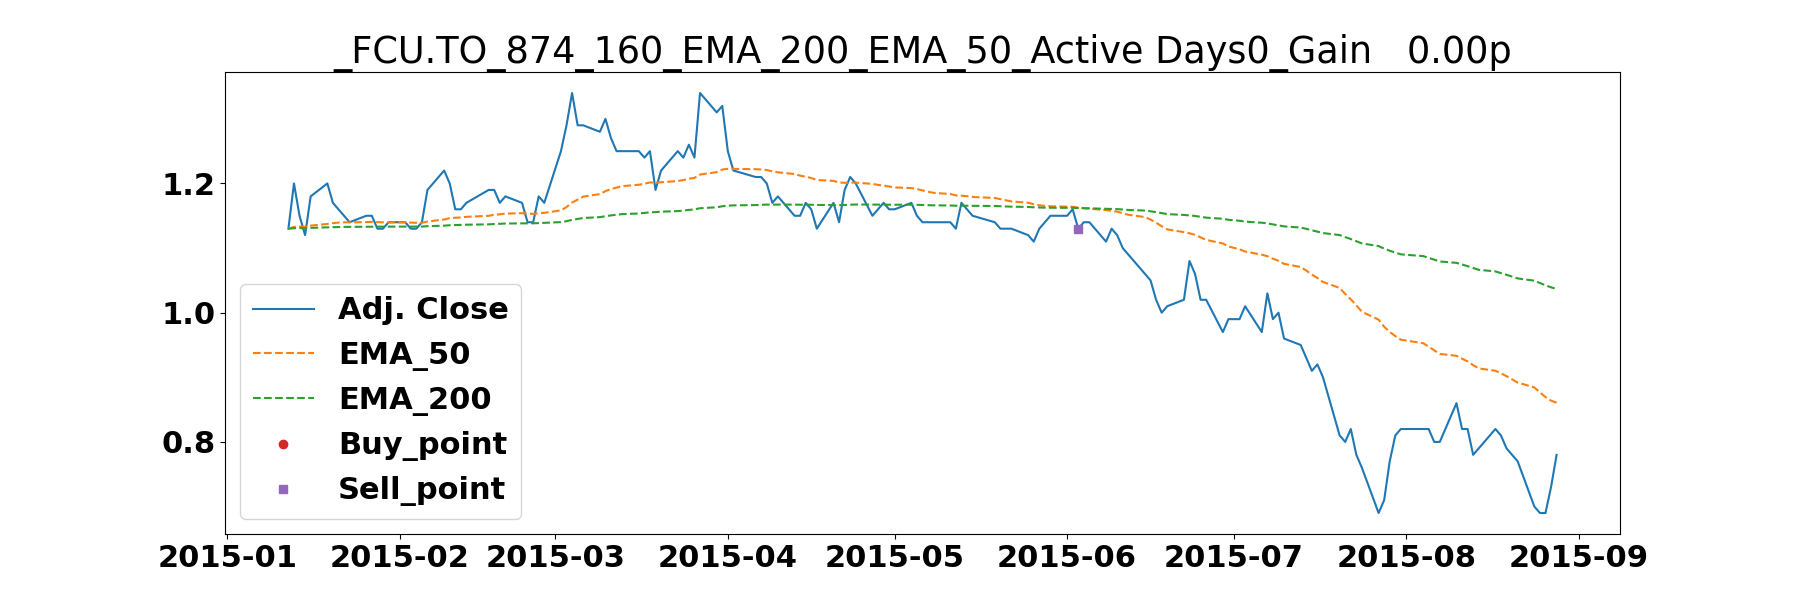 _FCU.TO_874_160_EMA_200_EMA_50_Active Days0_Gain   0.00p
1.2
1.0
0.8
Adj. Close
EMA_50
EMA_200
Buy_point
Sell_point
2015-01 2015-02 2015-03 2015-04 2015-05 2015-06 2015-07 2015-08 2015-09